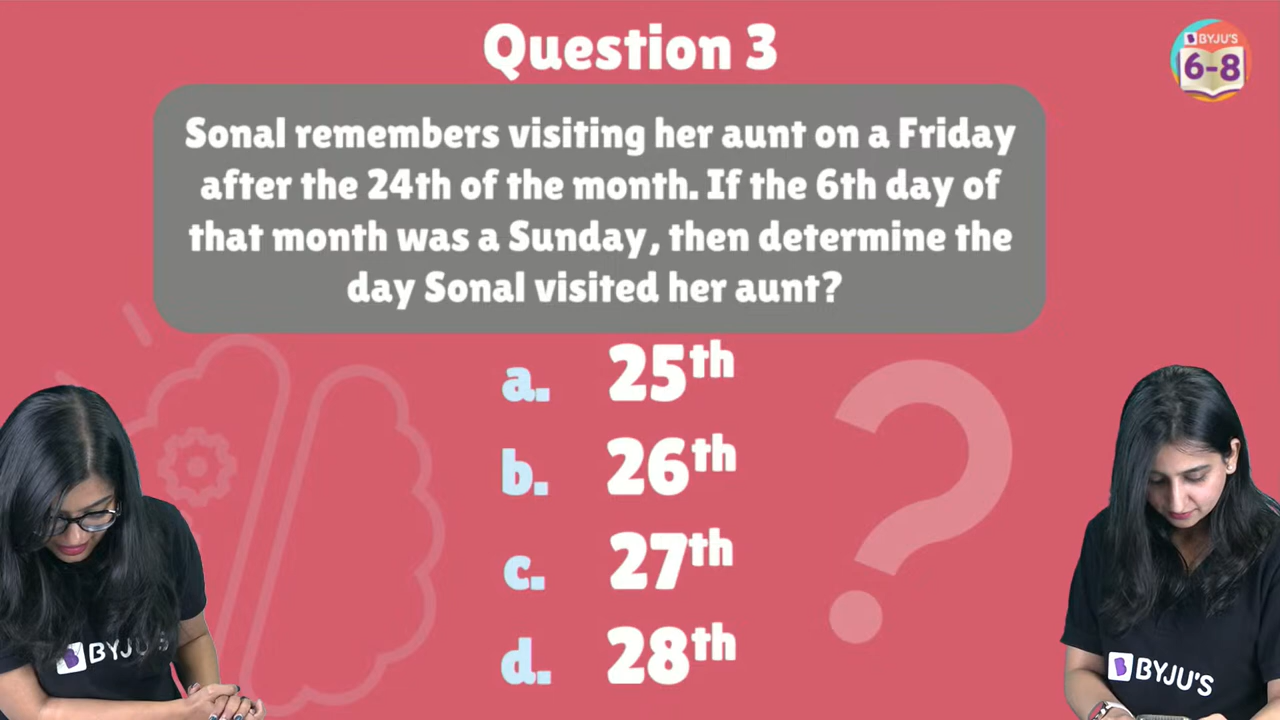 Question 3
BYJU'S
6-8
Sonal remembers visiting her aunt on a Friday
after the 24th of the month. If the 6th day of
that month was a Sunday, then determine the
day Sonal visited her aunt?
a. 25th
b. 26th
c. 27th
d. 28th
BYJU'S
BYJU'S